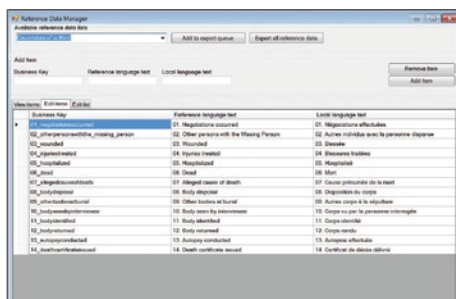 Reference Data Manager
Available reference data lists
Add to export queue Export all reference data
Add item
Remove item
Business Key Reference language text Local language text
Add item
View items Edit items Edit list
Business Key Reference language text Local language text
01_negotiationsoccurred 01. Negotiations occurred 01. Négociations effectuées
02_otherpersonswiththe_missing_person 02. Other persons with the Missing Person 02. Autres individus avec la personne disparue
03_wounded 03. Wounded 03. Blessée
04_injuriestreated 04. Injuries treated 04. Blessures traitées
05_hospitalized 05. Hospitalized 05. Hospitalisé
06_dead 06. Dead 06. Mort
07_allegedcauseofdeath 07. Alleged cause of death 07. Cause présumée de la mort
08_bodydisposal 08. Body disposal 08. Disposition du corps
09_otherbodiesatburial 09. Other bodies at burial 09. Autres corps à la sépulture
10_bodyseenbyinterviewee 10. Body seen by interviewee 10. Corps vu par la personne interrogée
11_bodyidentified 11. Body identified 11. Corps identifié
12_bodyreturned 12. Body returned 12. Corps rendu
13_autopsyconducted 13. Autopsy conducted 13. Autopsie effectuée
14_deathcertificateissued 14. Death certificate issued 14. Certificat de décès délivré